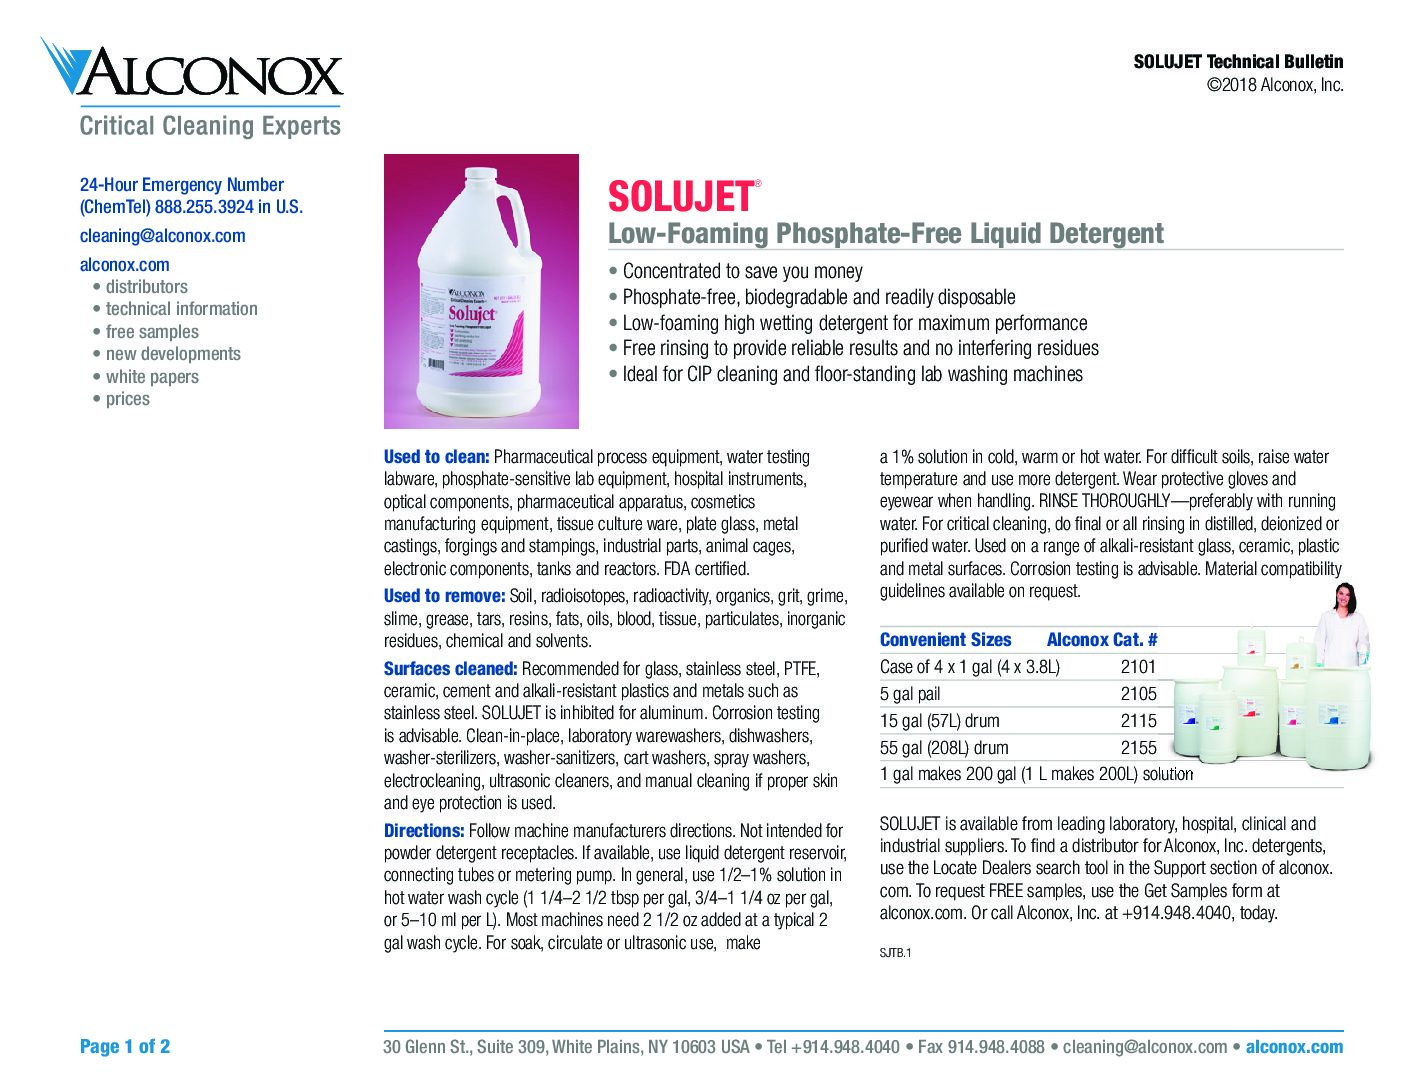 ALCONOX
Critical Cleaning Experts
SOLUJET Technical Bulletin
©2018 Alconox, Inc.
24-Hour Emergency Number
(ChemTel) 888.255.3924 in U.S.
cleaning@alconox.com
alconox.com
• distributors
• technical information
• free samples
• new developments
• white papers
• prices
ALCONOX
Solujet
SOLUJET®
Low-Foaming Phosphate-Free Liquid Detergent
• Concentrated to save you money
• Phosphate-free, biodegradable and readily disposable
• Low-foaming high wetting detergent for maximum performance
• Free rinsing to provide reliable results and no interfering residues
• Ideal for CIP cleaning and floor-standing lab washing machines
Used to clean: Pharmaceutical process equipment, water testing
labware, phosphate-sensitive lab equipment, hospital instruments,
optical components, pharmaceutical apparatus, cosmetics
manufacturing equipment, tissue culture ware, plate glass, metal
castings, forgings and stampings, industrial parts, animal cages,
electronic components, tanks and reactors. FDA certified.
Used to remove: Soil, radioisotopes, radioactivity, organics, grit, grime,
slime, grease, tars, resins, fats, oils, blood, tissue, particulates, inorganic
residues, chemical and solvents.
Surfaces cleaned: Recommended for glass, stainless steel, PTFE,
ceramic, cement and alkali-resistant plastics and metals such as
stainless steel. SOLUJET is inhibited for aluminum. Corrosion testing
is advisable. Clean-in-place, laboratory warewashers, dishwashers,
washer-sterilizers, washer-sanitizers, cart washers, spray washers,
electrocleaning, ultrasonic cleaners, and manual cleaning if proper skin
and eye protection is used.
Directions: Follow machine manufacturers directions. Not intended for
powder detergent receptacles. If available, use liquid detergent reservoir,
connecting tubes or metering pump. In general, use 1/2–1% solution in
hot water wash cycle (1 1/4–2 1/2 tbsp per gal, 3/4–1 1/4 oz per gal,
or 5–10 ml per L). Most machines need 2 1/2 oz added at a typical 2
gal wash cycle. For soak, circulate or ultrasonic use, make
a 1% solution in cold, warm or hot water. For difficult soils, raise water
temperature and use more detergent. Wear protective gloves and
eyewear when handling. RINSE THOROUGHLY—preferably with running
water. For critical cleaning, do final or all rinsing in distilled, deionized or
purified water. Used on a range of alkali-resistant glass, ceramic, plastic
and metal surfaces. Corrosion testing is advisable. Material compatibility
guidelines available on request.
Convenient Sizes Alconox Cat. #
Case of 4 x 1 gal (4 x 3.8L) 2101
5 gal pail 2105
15 gal (57L) drum 2115
55 gal (208L) drum 2155
1 gal makes 200 gal (1 L makes 200L) solution
SOLUJET is available from leading laboratory, hospital, clinical and
industrial suppliers. To find a distributor for Alconox, Inc. detergents,
use the Locate Dealers search tool in the Support section of alconox.
com. To request FREE samples, use the Get Samples form at
alconox.com. Or call Alconox, Inc. at +914.948.4040, today.
SJTB.1
Page 1 of 2
30 Glenn St., Suite 309, White Plains, NY 10603 USA • Tel +914.948.4040 • Fax 914.948.4088 • cleaning@alconox.com • alconox.com